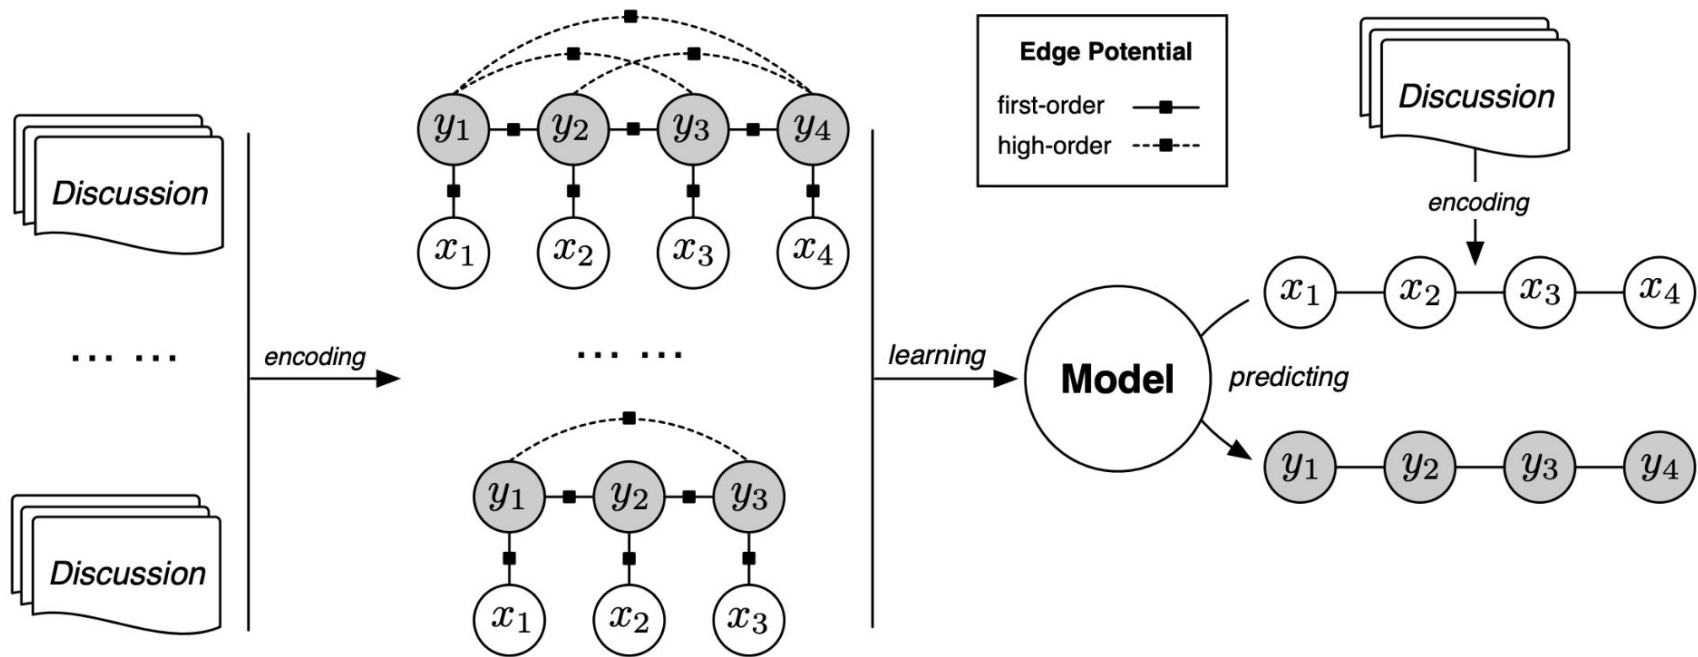 Discussion
... ...
Discussion
encoding
y1 y2 y3 y4
x1 x2 x3 x4
... ...
y1 y2 y3
x1 x2 x3
learning
Edge Potential
first-order
high-order
Model
predicting
Discussion
encoding
x1 x2 x3 x4
y1 y2 y3 y4